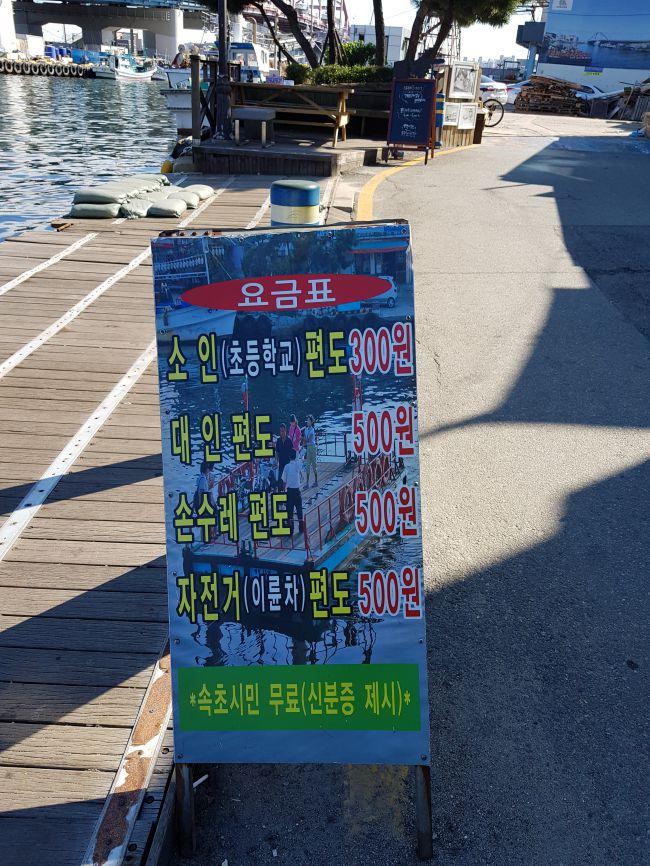 요금표
소 인(초등학교) 편도 300원
대 인 편도 500원
손수레 편도 500원
자전거(이륜차) 편도 500원
*속초시민 무료(신분증 제시)*